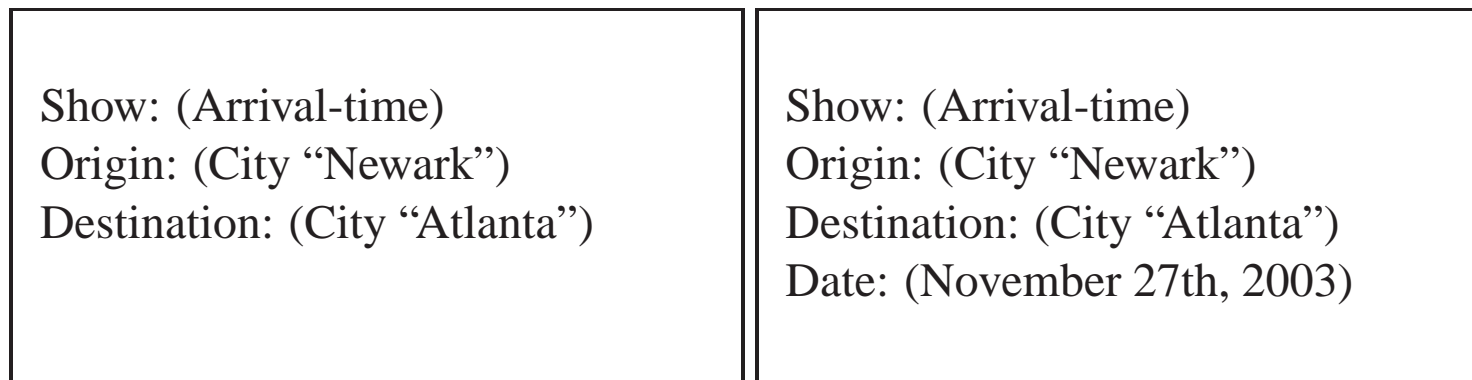 Show: (Arrival-time)
Origin: (City “Newark”)
Destination: (City “Atlanta”)
Show: (Arrival-time)
Origin: (City “Newark”)
Destination: (City “Atlanta”)
Date: (November 27th, 2003)